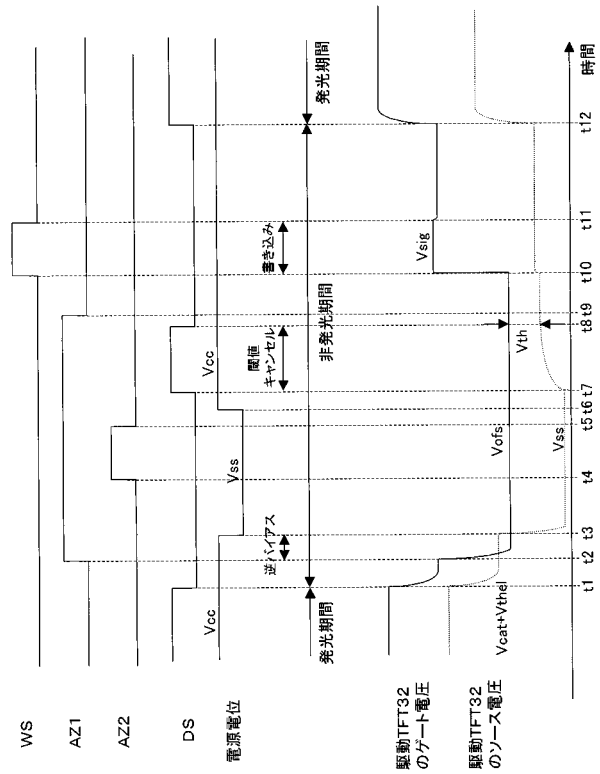 WS
AZ1
AZ2
DS
電源電位
Vcc
Vss
Vcc
逆バイアス
閾値
キャンセル
書き込み
発光期間
非発光期間
発光期間
駆動TFT32
のゲート電圧
駆動TFT32
のソース電圧
Vcat+Vthel
Vofs
Vss
Vth
Vsig
t1
t2
t3
t4
t5
t6
t7
t8
t9
t10
t11
t12
時間